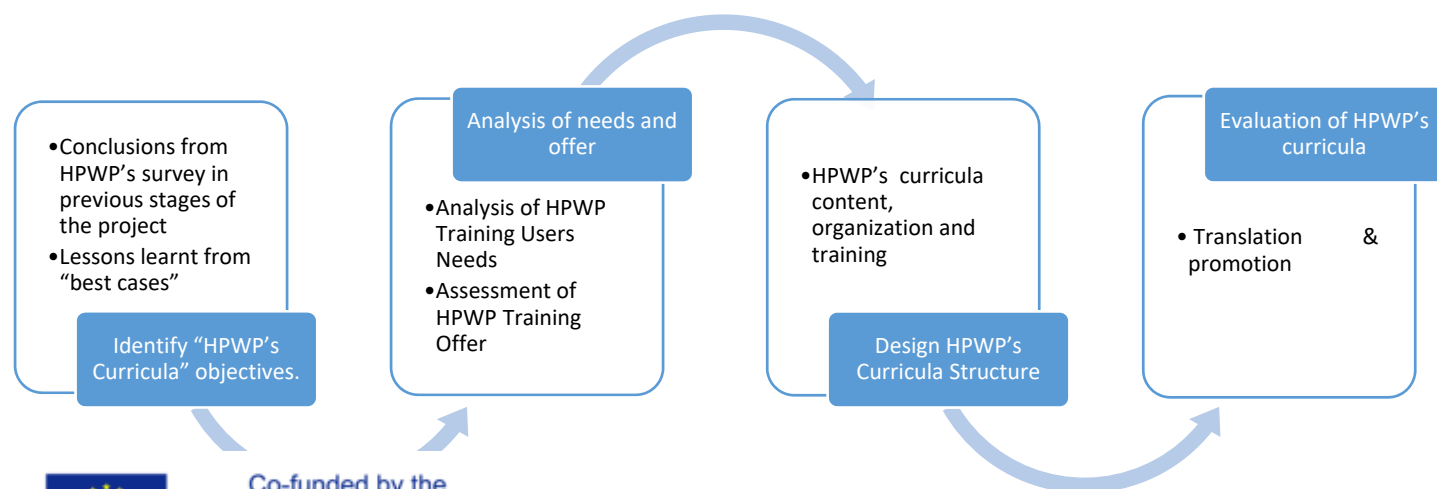 •Conclusions from
HPWP's survey in
previous stages of
the project
•Lessons learnt from
“best cases”
Identify “HPWP's
Curricula” objectives.
Analysis of needs and
offer
•Analysis of HPWP
Training Users
Needs
•Assessment of
HPWP Training
Offer
•HPWP's curricula
content,
organization and
training
Design HPWP's
Curricula Structure
Evaluation of HPWP's
curricula
• Translation &
promotion
Co-funded by the